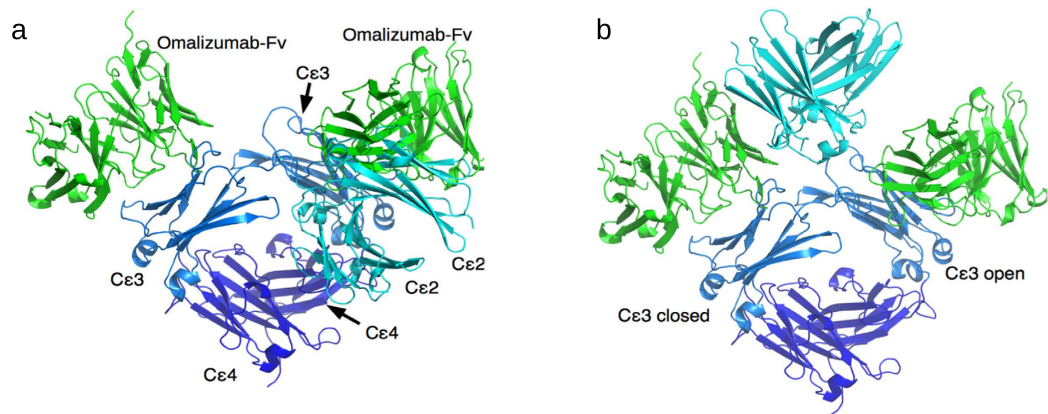 a
Omalizumab-Fv
Omalizumab-Fv
Cε3
Cε3
Cε2
Cε2
Cε4
Cε4
b
Cε3 open
Cε3 closed